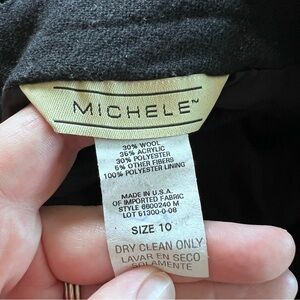 MICHELE™
30% WOOL
35% ACRYLIC
30% POLYESTER
5% OTHER FIBERS
100% POLYESTER LINING
MADE IN U.S.A.
OF IMPORTED FABRIC
STYLE 6800240 M
LOT 61300-0-08
SIZE 10
DRY CLEAN ONLY
LAVAR EN SECO
SOLAMENTE